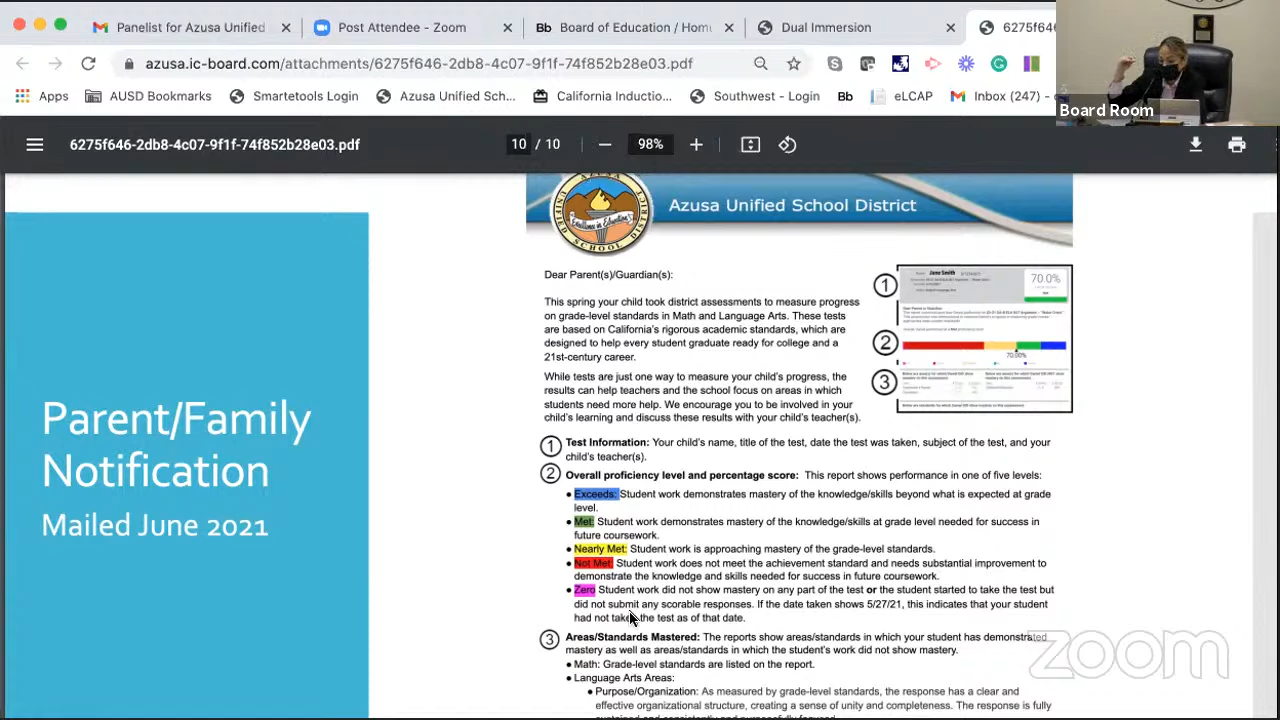 Panelist for Azusa Unified
Post Attendee - Zoom
Board of Education / Hom
Dual Immersion
6275f64
azusa.ic-board.com/attachments/6275f646-2db8-4c07-9f1f-74f852b28e03.pdf
Apps
AUSD Bookmarks
Smartetools Login
Azusa Unified Sch...
California Inductio...
Southwest - Login
Bb
eLCAP
Inbox (247)
Board Room
6275f646-2db8-4c07-9f1f-74f852b28e03.pdf
10 / 10
98%
Parent/Family
Notification
Mailed June 2021
AZUSA
UNIFIED
SCHOOL DISTRICT
Excellence in Education
Azusa Unified School District
Dear Parent(s)/Guardian(s):
This spring your child took district assessments to measure progress
on grade-level standards in Math and Language Arts. These tests
are based on California's rigorous academic standards, which are
designed to help every student graduate ready for college and a
21st-century career.
While tests are just one way to measure your child's progress, the
results can help teachers and the school focus on areas in which
students need more help. We encourage you to be involved in your
child's learning and discuss these results with your child's teacher(s).
1
Jane Smith
70.0%
2
70.00%
3
1 Test Information: Your child's name, title of the test, date the test was taken, subject of the test, and your
child's teacher(s).
2 Overall proficiency level and percentage score: This report shows performance in one of five levels:
• Exceeds: Student work demonstrates mastery of the knowledge/skills beyond what is expected at grade
level.
• Met: Student work demonstrates mastery of the knowledge/skills at grade level needed for success in
future coursework.
• Nearly Met: Student work is approaching mastery of the grade-level standards.
• Not Met: Student work does not meet the achievement standard and needs substantial improvement to
demonstrate the knowledge and skills needed for success in future coursework.
• Zero Student work did not show mastery on any part of the test or the student started to take the test but
did not submit any scorable responses. If the date taken shows 5/27/21, this indicates that your student
had not taken the test as of that date.
3 Areas/Standards Mastered: The reports show areas/standards in which your student has demonstrated
mastery as well as areas/standards in which the student's work did not show mastery.
• Math: Grade-level standards are listed on the report.
• Language Arts Areas:
• Purpose/Organization: As measured by grade-level standards, the response has a clear and
effective organizational structure, creating a sense of unity and completeness. The response is fully
zoom